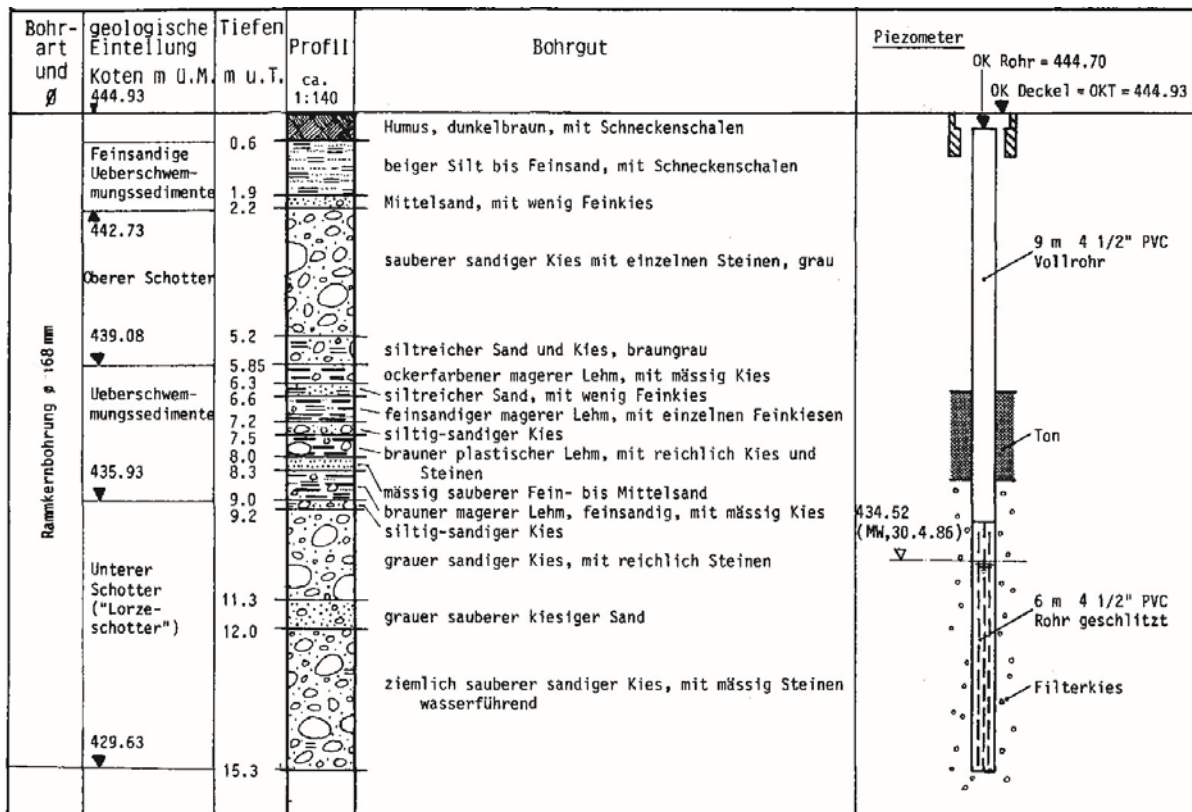 Bohr-
art
und
Ø
geologische
Einteilung
Koten m ü.M.
444.93
Tiefen
m u.T.
Profil
ca.
1:140
Bohrgut
Piezometer
OK Rohr = 444.70
OK Deckel = OKT = 444.93
Rammkernbohrung ø 168 mm
Feinsandige
Ueberschwem-
mungssedimente
442.73
Oberer Schotter
439.08
Ueberschwem-
mungssedimente
435.93
Unterer
Schotter
("Lorze-
schotter")
429.63
0.6
1.9
2.2
5.2
5.85
6.3
6.6
7.2
7.5
8.0
8.3
9.0
9.2
11.3
12.0
15.3
Humus, dunkelbraun, mit Schneckenschalen
beiger Silt bis Feinsand, mit Schneckenschalen
Mittelsand, mit wenig Feinkies
sauberer sandiger Kies mit einzelnen Steinen, grau
siltreicher Sand und Kies, braungrau
ockerfarbener magerer Lehm, mit mässig Kies
siltreicher Sand, mit wenig Feinkies
feinsandiger magerer Lehm, mit einzelnen Feinkiesen
siltig-sandiger Kies
brauner plastischer Lehm, mit reichlich Kies und
Steinen
mässig sauberer Fein- bis Mittelsand
brauner magerer Lehm, feinsandig, mit mässig Kies
siltig-sandiger Kies
grauer sandiger Kies, mit reichlich Steinen
grauer sauberer kiesiger Sand
ziemlich sauberer sandiger Kies, mit mässig Steinen
wasserführend
9 m 4 1/2" PVC
Vollrohr
Ton
434.52
(MW,30.4.86)
6 m 4 1/2" PVC
Rohr geschlitzt
Filterkies